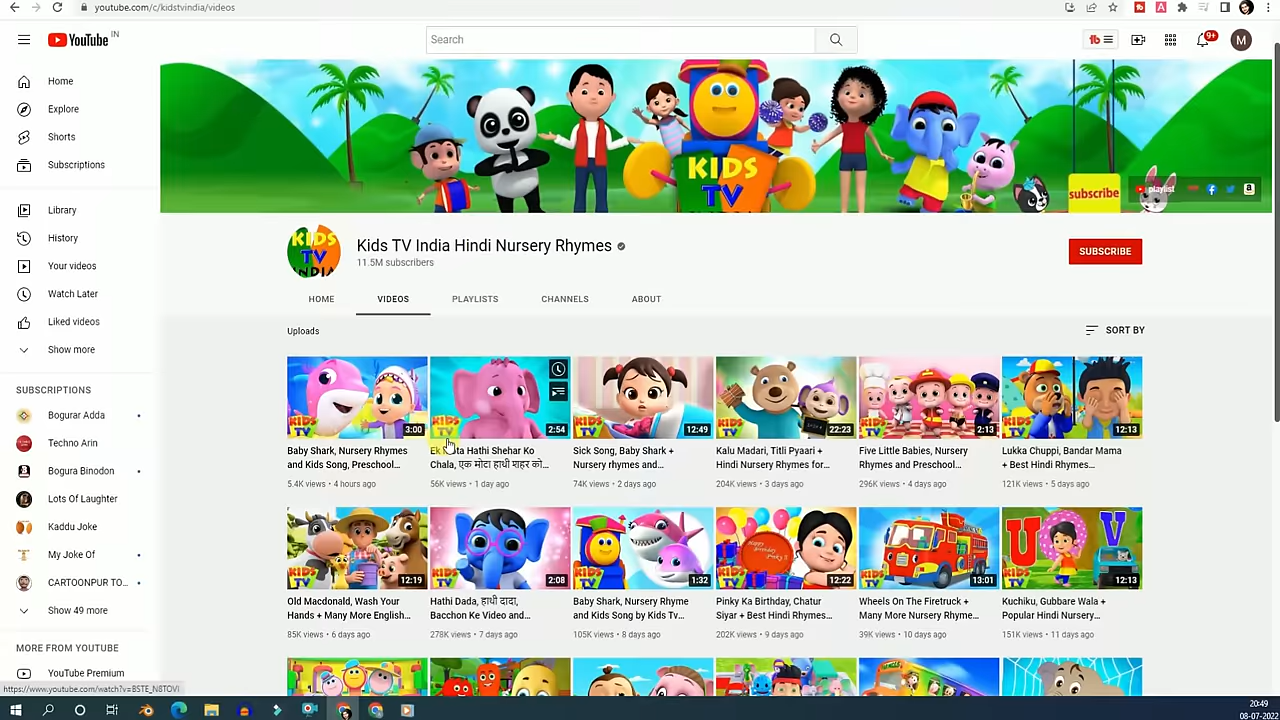 youtube.com/c/kidstvindia/videos
YouTube IN
Search
9+
M
Home
Explore
Shorts
Subscriptions
Library
History
Your videos
Watch Later
Liked videos
Show more
SUBSCRIPTIONS
Bogurar Adda
Techno Arin
Bogura Binodon
Lots Of Laughter
Kaddu Joke
My Joke Of
CARTOONPUR TO...
Show 49 more
MORE FROM YOUTUBE
YouTube Premium
KIDS
TV
subscribe
playlist
KIDS
TV
INDIA
Kids TV India Hindi Nursery Rhymes
11.5M subscribers
SUBSCRIBE
HOME VIDEOS PLAYLISTS CHANNELS ABOUT
Uploads
SORT BY
3:00 2:54 12:49 22:23 2:13 12:13
Baby Shark, Nursery Rhymes
and Kids Song, Preschool...
5.4K views • 4 hours ago
Ek Hathi Shehar Ko
Chala, एक मोटा हाथी शहर को...
56K views • 1 day ago
Sick Song, Baby Shark +
Nursery rhymes and...
74K views • 2 days ago
Kalu Madari, Titli Pyaari +
Hindi Nursery Rhymes for...
204K views • 3 days ago
Five Little Babies, Nursery
Rhymes and Preschool...
296K views • 4 days ago
Lukka Chuppi, Bandar Mama
+ Best Hindi Rhymes...
121K views • 5 days ago
12:19 2:08 1:32 12:22 13:01 12:13
Old Macdonald, Wash Your
Hands + Many More English...
85K views • 6 days ago
Hathi Dada, हाथी दादा,
Bacchon Ke Video and...
278K views • 7 days ago
Baby Shark, Nursery Rhyme
and Kids Song by Kids Tv...
105K views • 8 days ago
Pinky Ka Birthday, Chatur
Siyar + Best Hindi Rhymes...
202K views • 9 days ago
Wheels On The Firetruck +
Many More Nursery Rhyme...
39K views • 10 days ago
Kuchiku, Gubbare Wala +
Popular Hindi Nursery...
151K views • 11 days ago
20:49
08-07-2022